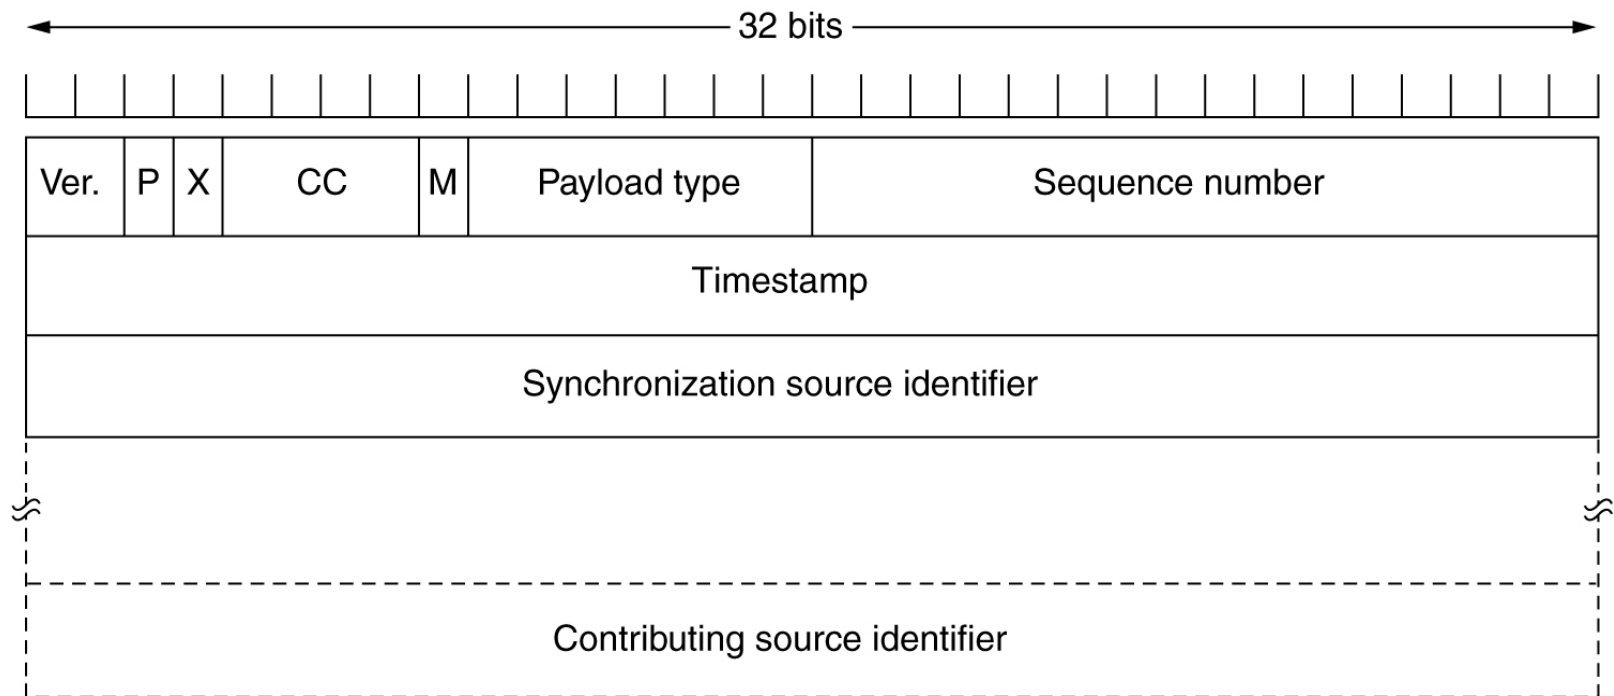 32 bits
Ver. P X CC M Payload type Sequence number
Timestamp
Synchronization source identifier
Contributing source identifier